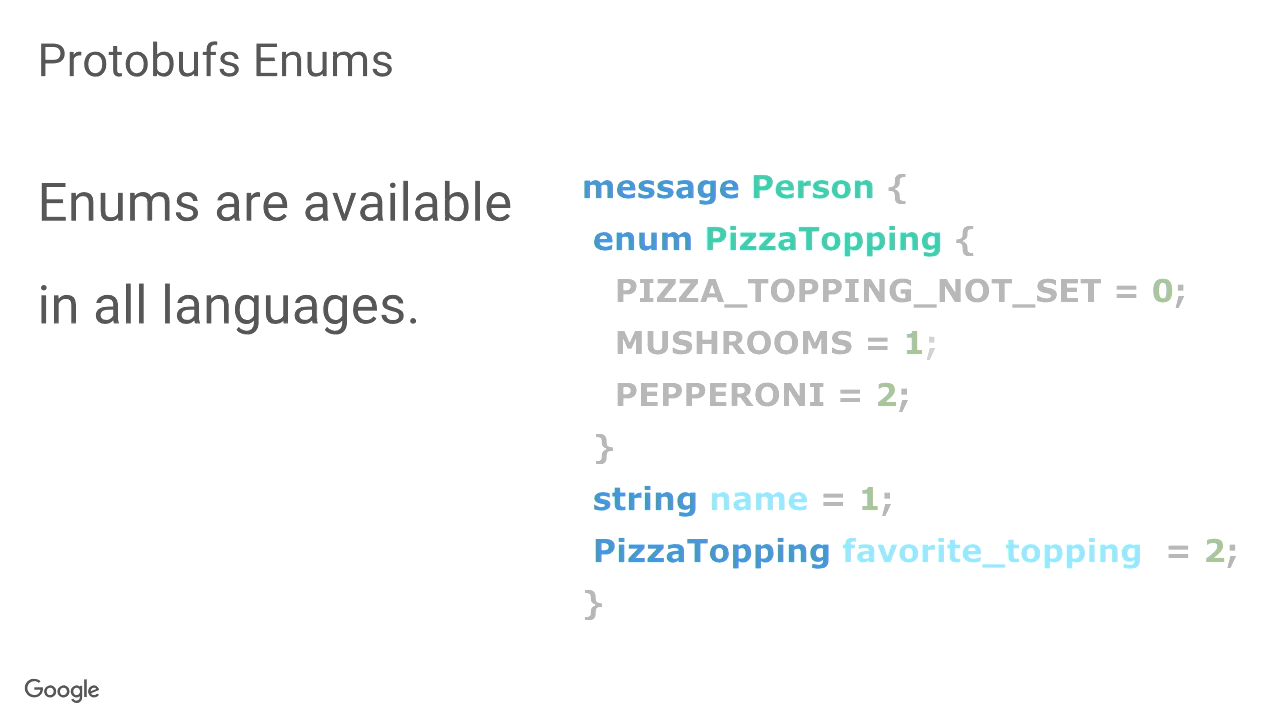 Protobufs Enums
Enums are available
in all languages.
message Person {
enum PizzaTopping {
PIZZA_TOPPING_NOT_SET = 0;
MUSHROOMS = 1;
PEPPERONI = 2;
}
string name = 1;
PizzaTopping favorite_topping = 2;
}
Google